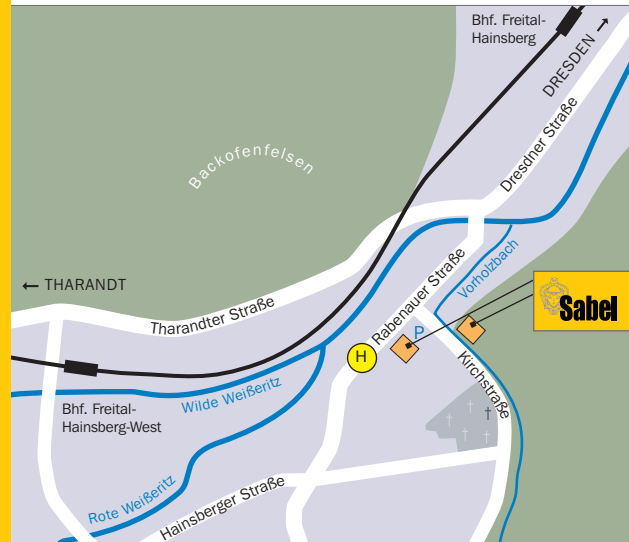 Bhf. Freital-
Hainsberg
DRESDEN →
Dresdner Straße
Backofenfelsen
← THARANDT
Tharandter Straße
Rabenauer Straße
Vorholzbach
Sabel
P
H
Kirchstraße
Wilde Weißeritz
Bhf. Freital-
Hainsberg-West
Rote Weißeritz
Hainsberger Straße